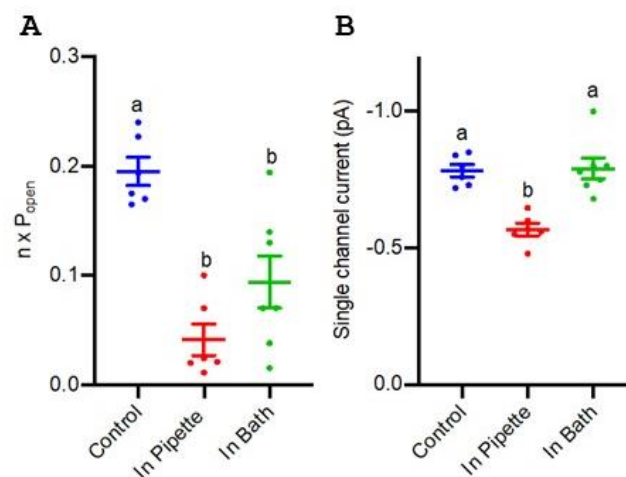 A
n x Popen
0.3
0.2
0.1
0.0
a
b
b
Control
In Pipette
In Bath
B
Single channel current (pA)
-1.0
-0.5
-0.0
a
b
a
Control
In Pipette
In Bath